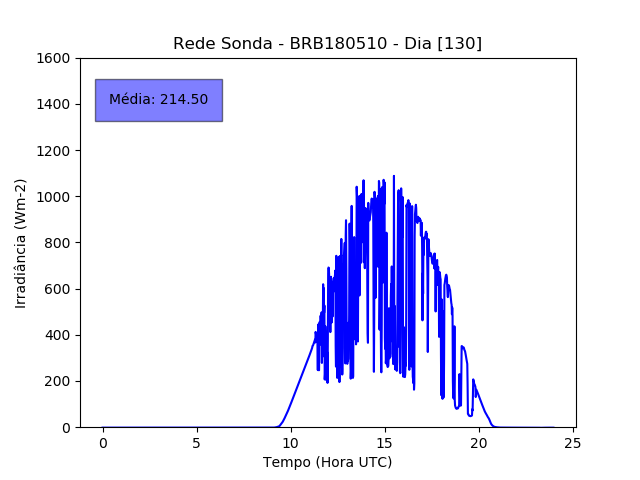 Rede Sonda - BRB180510 - Dia [130]
1600
1400
1200
1000
800
600
400
200
0
Média: 214.50
Irradiância (Wm-2)
0 5 10 15 20 25
Tempo (Hora UTC)